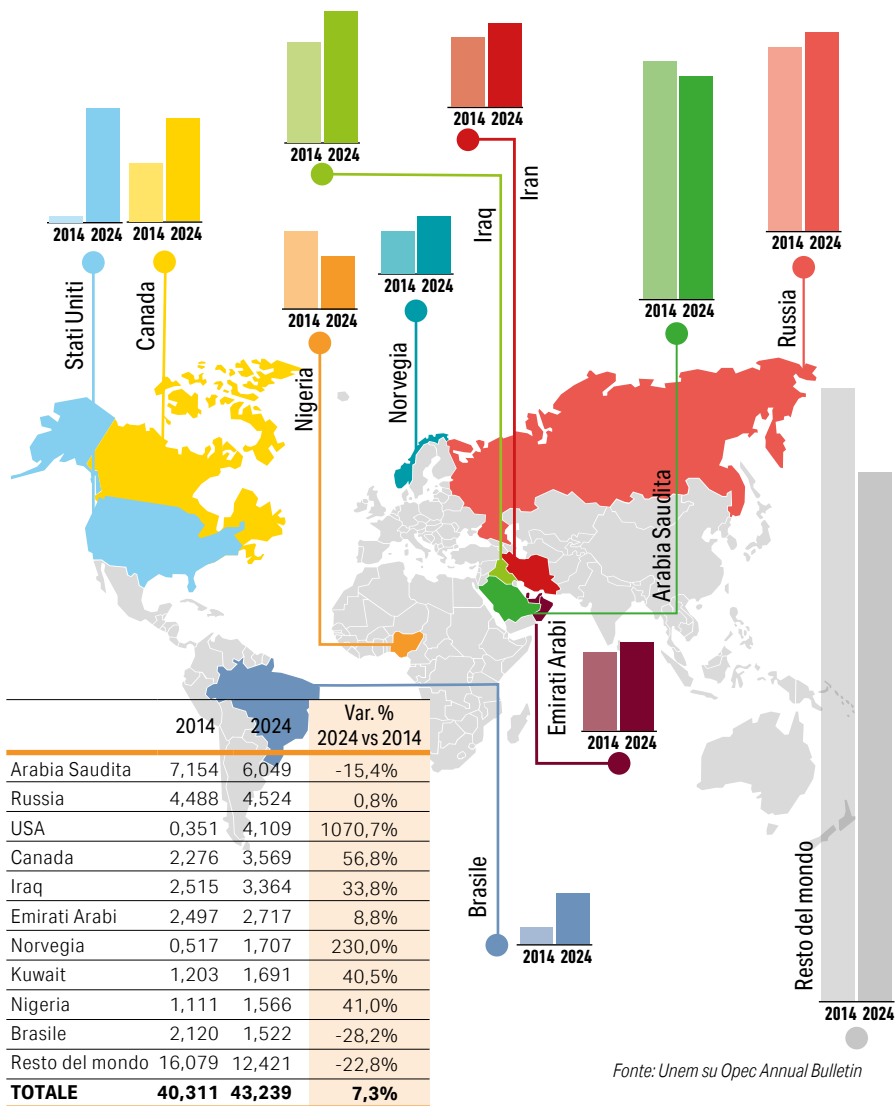 2014 2024
Stati Uniti
2014 2024
Canada
2014 2024
Iraq
2014 2024
Iran
2014 2024
Nigeria
2014 2024
Norvegia
2014 2024
Arabia Saudita
2014 2024
Russia
2014 2024
Emirati Arabi
2014 2024
Brasile
2014 2024
Resto del mondo
2014 2024 Var. % 2024 vs 2014
Arabia Saudita 7,154 6,049 -15,4%
Russia 4,488 4,524 0,8%
USA 0,351 4,109 1070,7%
Canada 2,276 3,569 56,8%
Iraq 2,515 3,364 33,8%
Emirati Arabi 2,497 2,717 8,8%
Norvegia 0,517 1,707 230,0%
Kuwait 1,203 1,691 40,5%
Nigeria 1,111 1,566 41,0%
Brasile 2,120 1,522 -28,2%
Resto del mondo 16,079 12,421 -22,8%
TOTALE 40,311 43,239 7,3%
Fonte: Unem su Opec Annual Bulletin